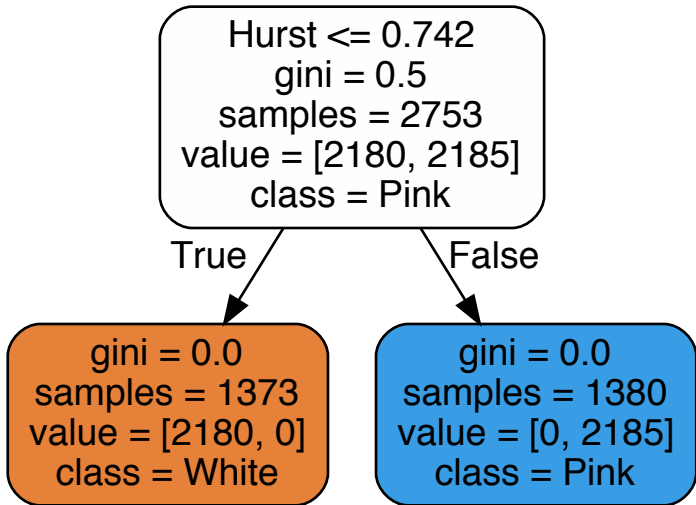 Hurst <= 0.742
gini = 0.5
samples = 2753
value = [2180, 2185]
class = Pink
True
False
gini = 0.0
samples = 1373
value = [2180, 0]
class = White
gini = 0.0
samples = 1380
value = [0, 2185]
class = Pink